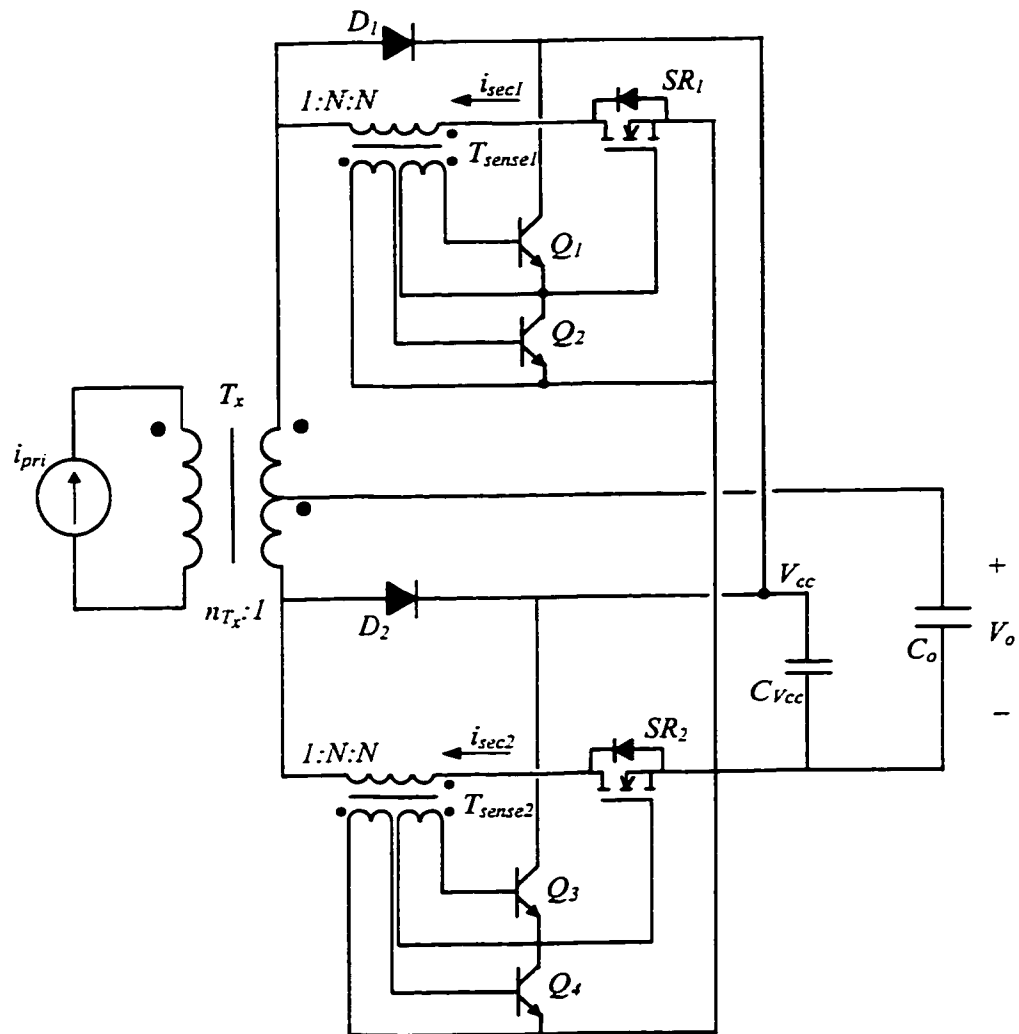 D1
SR1
isec1
1:N:N
Tsense1
Q1
Q2
Tx
ipri
nTx:1
D2
Vcc
+
Vo
−
Co
CVcc
SR2
isec2
1:N:N
Tsense2
Q3
Q4